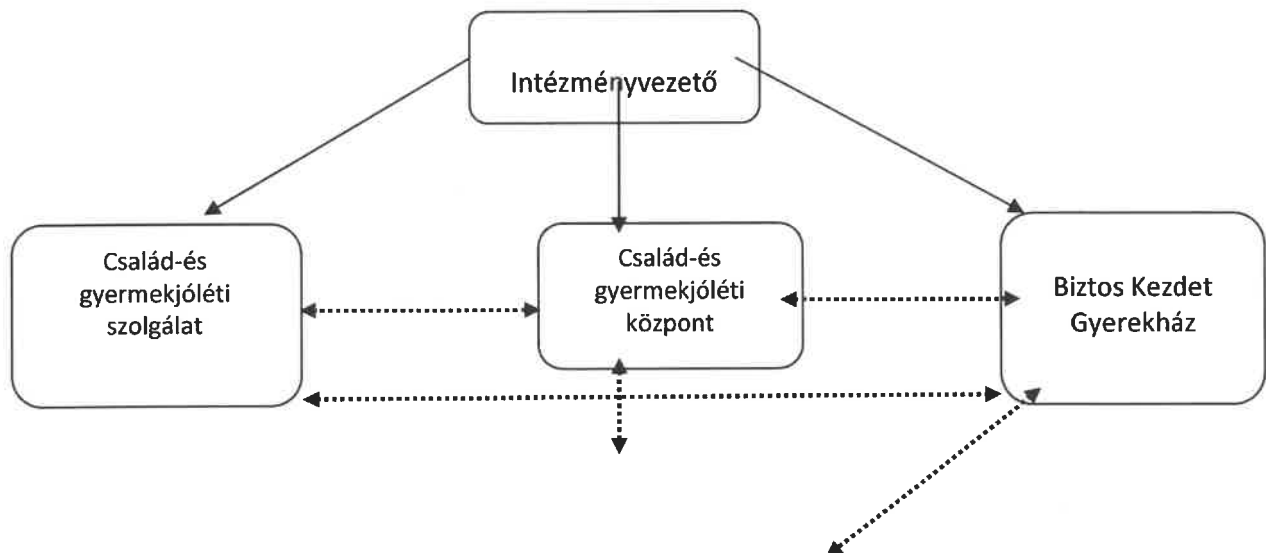 Intézményvezető
Család-és
gyermekjóléti
szolgálat
Család-és
gyermekjóléti
központ
Biztos Kezdet
Gyerekház